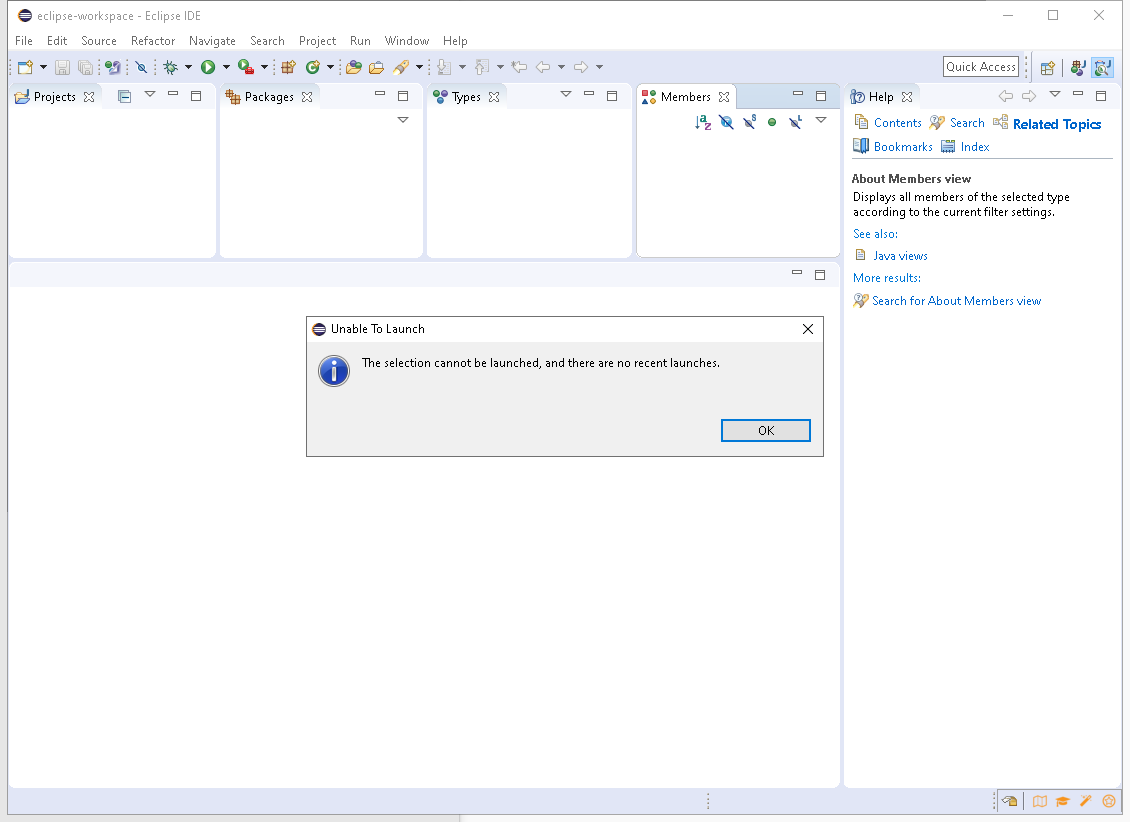 eclipse-workspace - Eclipse IDE
File Edit Source Refactor Navigate Search Project Run Window Help
Quick Access
Projects
Packages
Types
Members
Help
Contents Search Related Topics
Bookmarks Index
About Members view
Displays all members of the selected type
according to the current filter settings.
See also:
Java views
More results:
Search for About Members view
Unable To Launch
The selection cannot be launched, and there are no recent launches.
OK